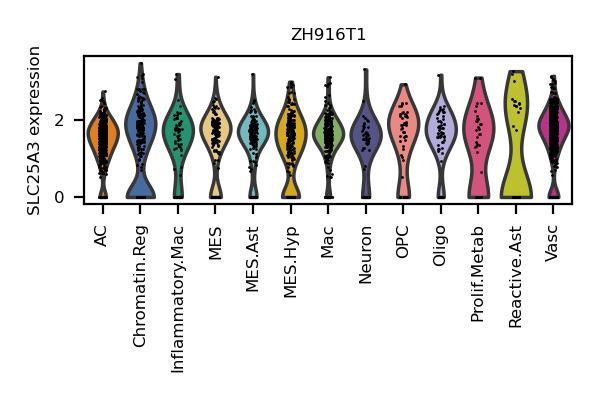 ZH916T1
SLC25A3 expression
2
0
AC
Chromatin.Reg
Inflammatory.Mac
MES
MES.Ast
MES.Hyp
Mac
Neuron
OPC
Oligo
Prolif.Metab
Reactive.Ast
Vasc